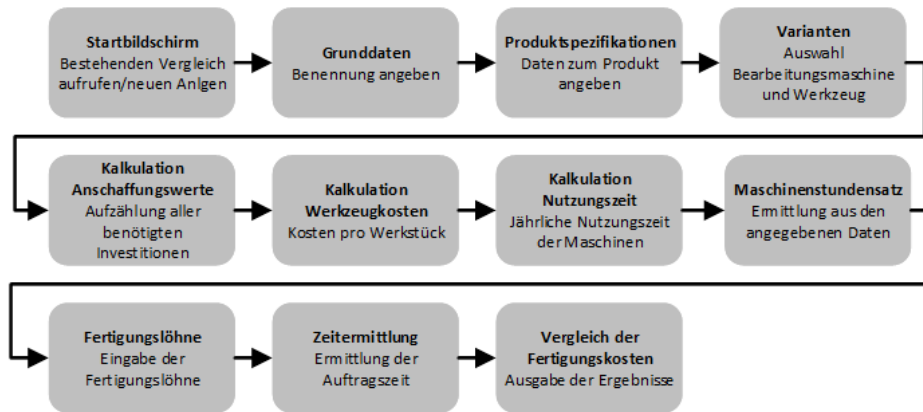 Startbildschirm
Bestehenden Vergleich
aufrufen/neuen Anlgen
Grunddaten
Benennung angeben
Produktspezifikationen
Daten zum Produkt
angeben
Varianten
Auswahl
Bearbeitungsmaschine
und Werkzeug
Kalkulation
Anschaffungswerte
Aufzählung aller
benötigten
Investitionen
Kalkulation
Werkzeugkosten
Kosten pro Werkstück
Kalkulation
Nutzungszeit
Jährliche Nutzungszeit
der Maschinen
Maschinenstundensatz
Ermittlung aus den
angegebenen Daten
Fertigungslöhne
Eingabe der
Fertigungslöhne
Zeitermittlung
Ermittlung der
Auftragszeit
Vergleich der
Fertigungskosten
Ausgabe der Ergebnisse